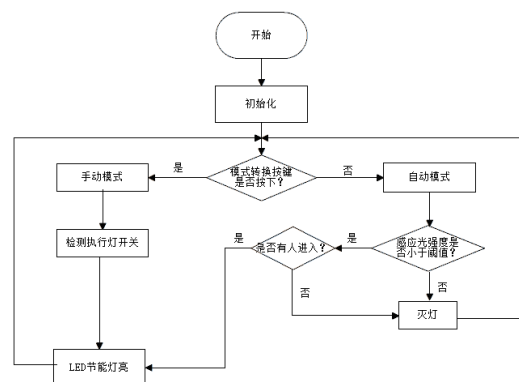 开始
初始化
模式转换按键
是否按下?
是
否
手动模式
自动模式
检测执行灯开关
是否有人进入?
是
是
感应光强度是
否小于阈值?
否
否
灭灯
LED节能灯亮